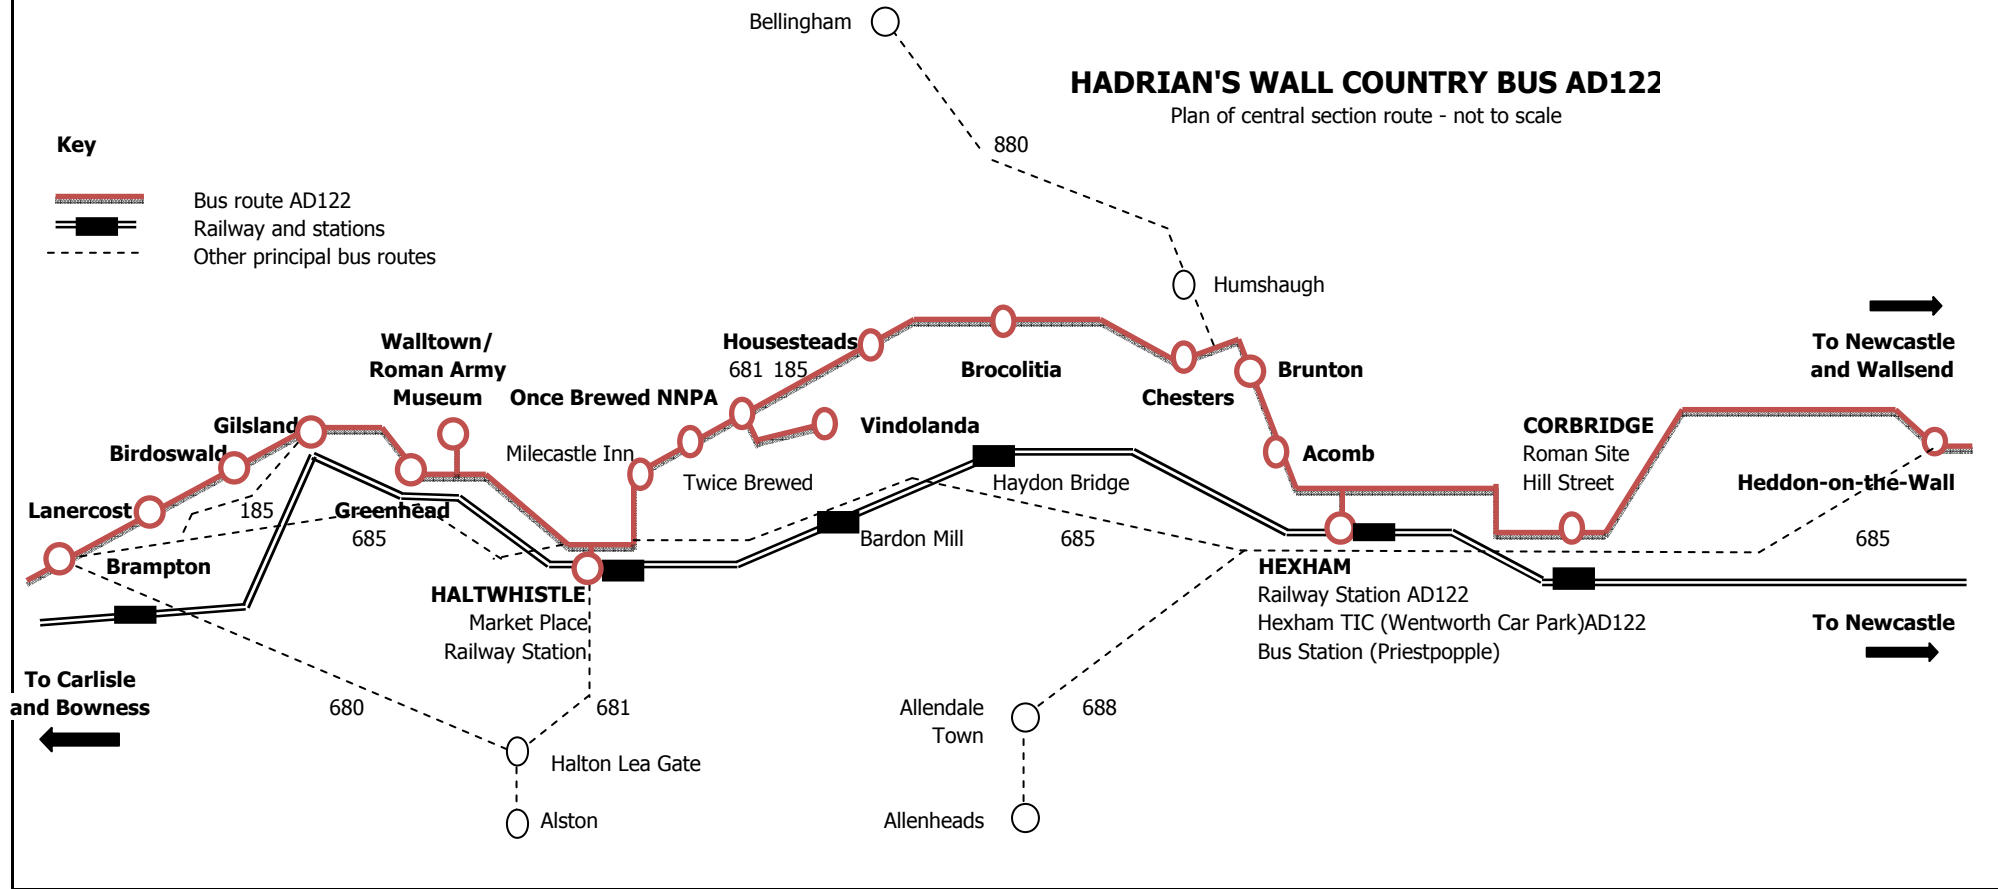 Bellingham
HADRIAN'S WALL COUNTRY BUS AD122
Plan of central section route - not to scale
Key
880
Bus route AD122
Railway and stations
Other principal bus routes
Humshaugh
Walltown/
Roman Army
Museum
Housesteads
681 185
Once Brewed NNPA
Brocolitia
Chesters
Brunton
To Newcastle
and Wallsend
Gilsland
Birdoswald
Milecastle Inn
Twice Brewed
Vindolanda
Haydon Bridge
Acomb
CORBRIDGE
Roman Site
Hill Street
Heddon-on-the-Wall
Lanercost
185
Greenhead
685
Bardon Mill
685
685
Brampton
HALTWHISTLE
Market Place
Railway Station
HEXHAM
Railway Station AD122
Hexham TIC (Wentworth Car Park)AD122
Bus Station (Priestpopple)
To Newcastle
To Carlisle
and Bowness
680
681
Allendale
Town
688
Halton Lea Gate
Alston
Allenheads